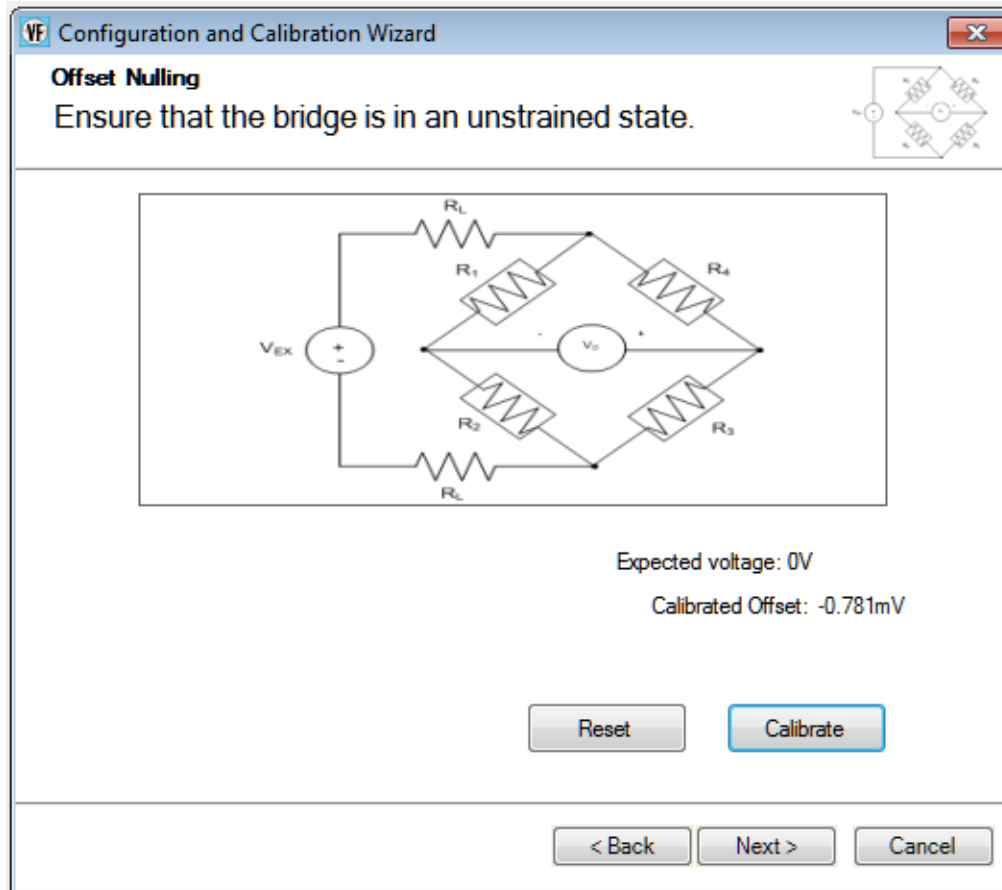 VF Configuration and Calibration Wizard
Offset Nulling
Ensure that the bridge is in an unstrained state.
RL
R1
R4
VEX
+
-
-
VO
+
R2
R3
RL
Expected voltage: 0V
Calibrated Offset: -0.781mV
Reset
Calibrate
< Back
Next >
Cancel